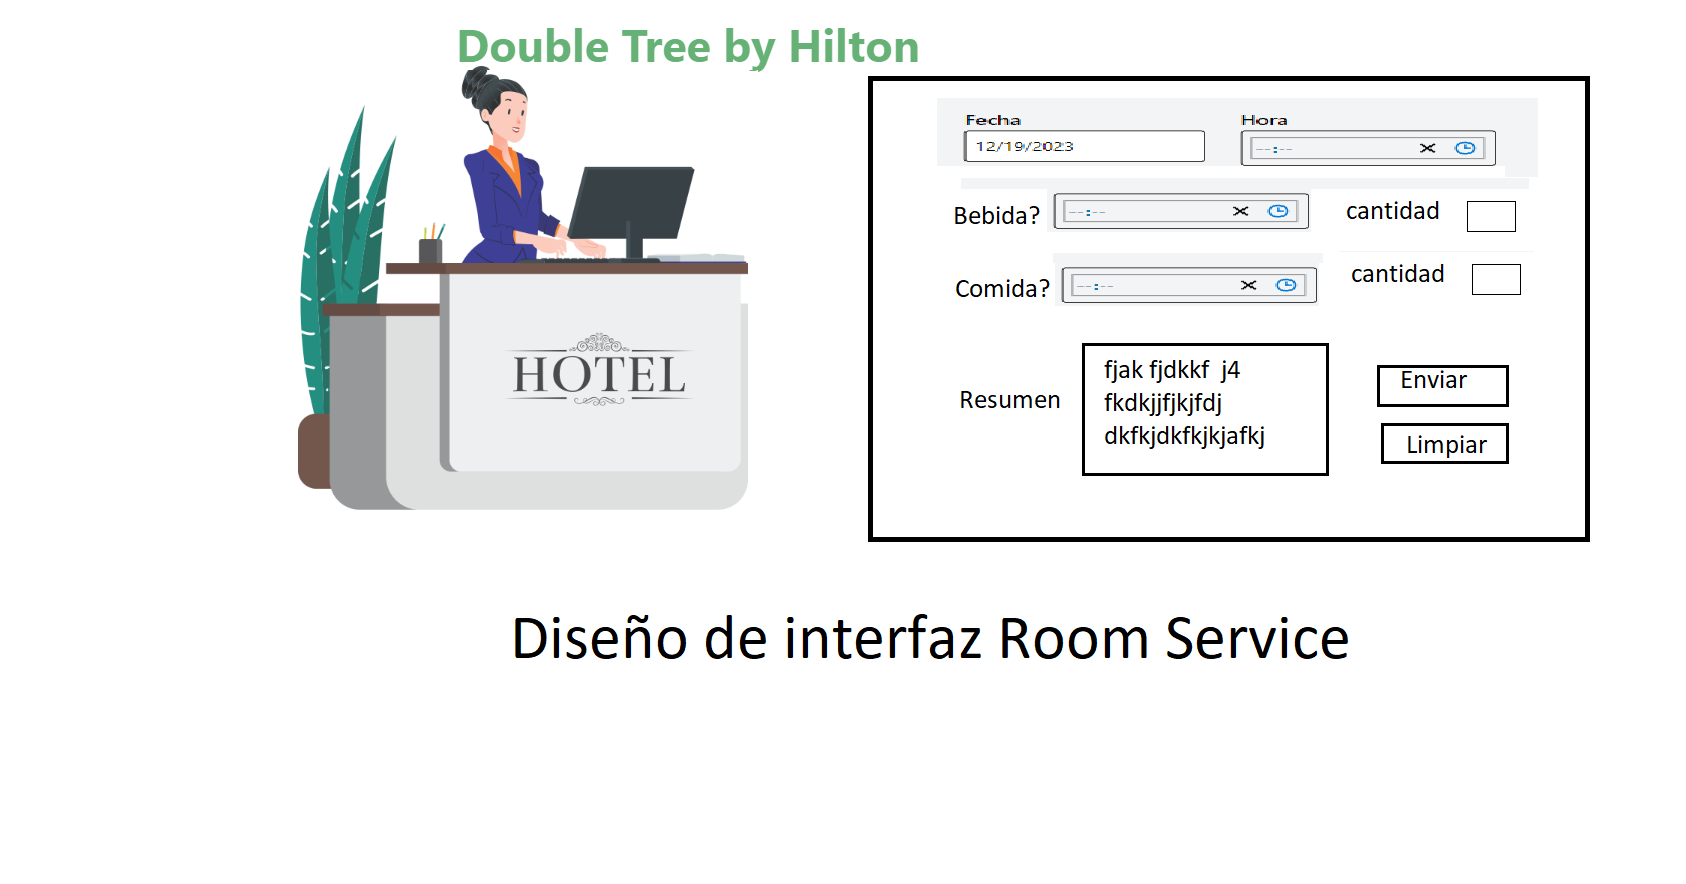 Double Tree by Hilton
HOTEL
Fecha Hora
12/19/2023 --:--
Bebida? --:-- cantidad
Comida? --:-- cantidad
Resumen
fjak fjdkkf j4
fkdkjjfjkjfdj
dkfkjdkfkjkjafkj
Enviar
Limpiar
Diseño de interfaz Room Service